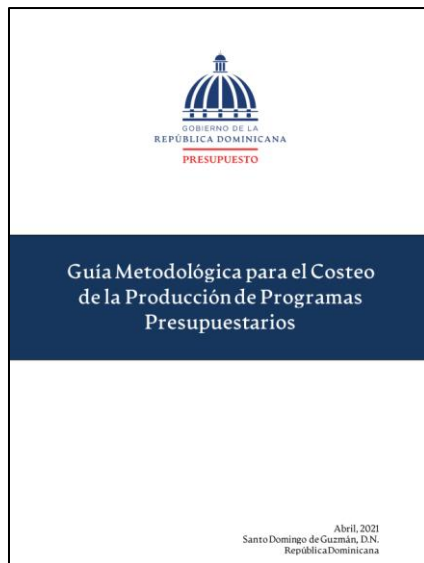 GOBIERNO DE LA
REPÚBLICA DOMINICANA
PRESUPUESTO
Guía Metodológica para el Costeo
de la Producción de Programas
Presupuestarios
Abril, 2021
Santo Domingo de Guzmán, D.N.
República Dominicana